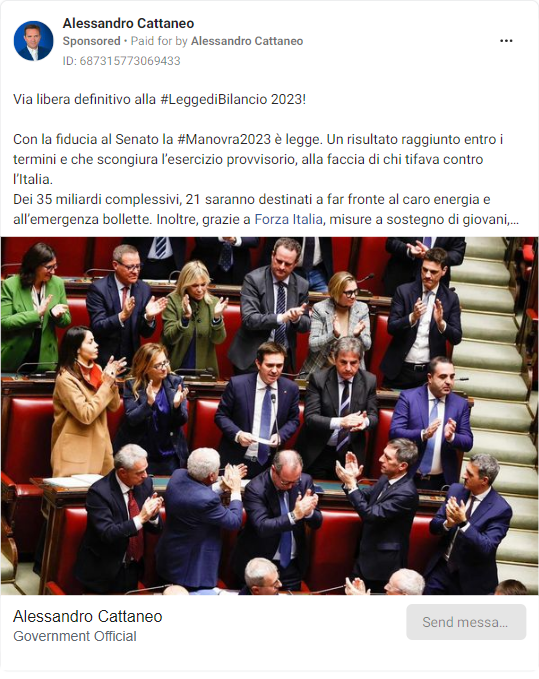 Alessandro Cattaneo
Sponsored • Paid for by Alessandro Cattaneo
ID: 687315773069433
Via libera definitivo alla #LeggediBilancio 2023!
Con la fiducia al Senato la #Manovra2023 è legge. Un risultato raggiunto entro i
termini e che scongiura l’esercizio provvisorio, alla faccia di chi tifava contro
l’Italia.
Dei 35 miliardi complessivi, 21 saranno destinati a far fronte al caro energia e
all’emergenza bollette. Inoltre, grazie a Forza Italia, misure a sostegno di giovani,...
Alessandro Cattaneo
Government Official
Send messa...